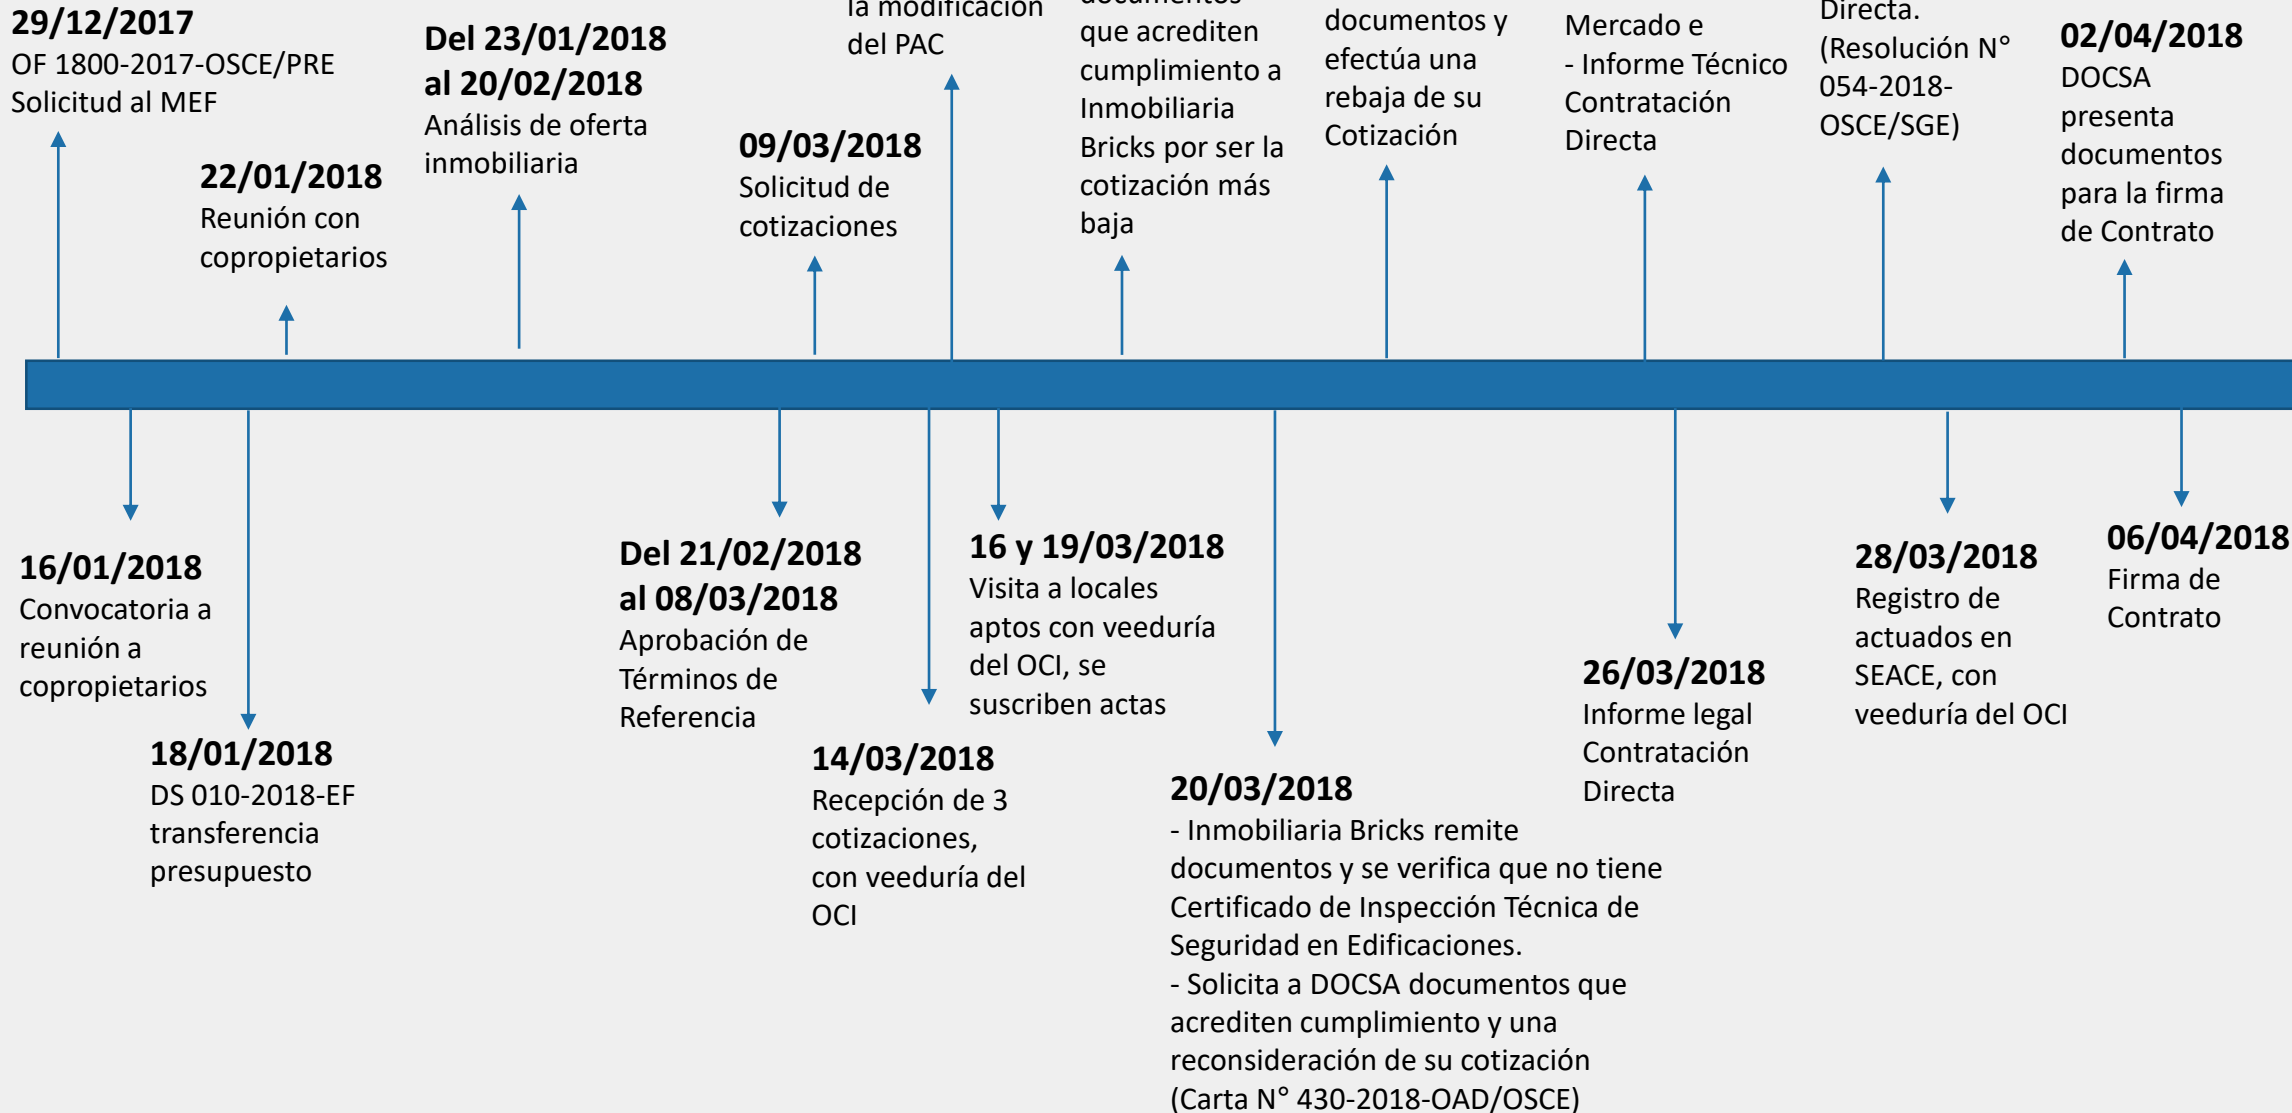 29/12/2017
OF 1800-2017-OSCE/PRE
Solicitud al MEF
22/01/2018
Reunión con
copropietarios
Del 23/01/2018
al 20/02/2018
Análisis de oferta
inmobiliaria
09/03/2018
Solicitud de
cotizaciones
la modificación
del PAC
documentos
que acrediten
cumplimiento a
Inmobiliaria
Bricks por ser la
cotización más
baja
documentos y
efectúa una
rebaja de su
Cotización
Mercado e
- Informe Técnico
Contratación
Directa
Directa.
(Resolución N°
054-2018-
OSCE/SGE)
02/04/2018
DOCSA
presenta
documentos
para la firma
de Contrato
16/01/2018
Convocatoria a
reunión a
copropietarios
18/01/2018
DS 010-2018-EF
transferencia
presupuesto
Del 21/02/2018
al 08/03/2018
Aprobación de
Términos de
Referencia
14/03/2018
Recepción de 3
cotizaciones,
con veeduría del
OCI
16 y 19/03/2018
Visita a locales
aptos con veeduría
del OCI, se
suscriben actas
20/03/2018
- Inmobiliaria Bricks remite
documentos y se verifica que no tiene
Certificado de Inspección Técnica de
Seguridad en Edificaciones.
- Solicita a DOCSA documentos que
acrediten cumplimiento y una
reconsideración de su cotización
(Carta N° 430-2018-OAD/OSCE)
26/03/2018
Informe legal
Contratación
Directa
28/03/2018
Registro de
actuados en
SEACE, con
veeduría del OCI
06/04/2018
Firma de
Contrato